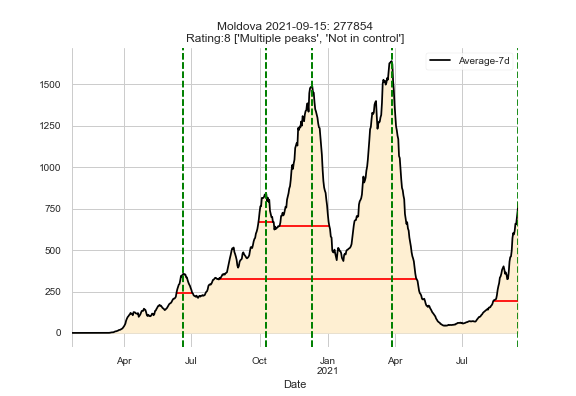 Moldova 2021-09-15: 277854
Rating:8 ['Multiple peaks', 'Not in control']
Average-7d
1500
1250
1000
750
500
250
0
Apr Jul Oct Jan Apr Jul
2021
Date